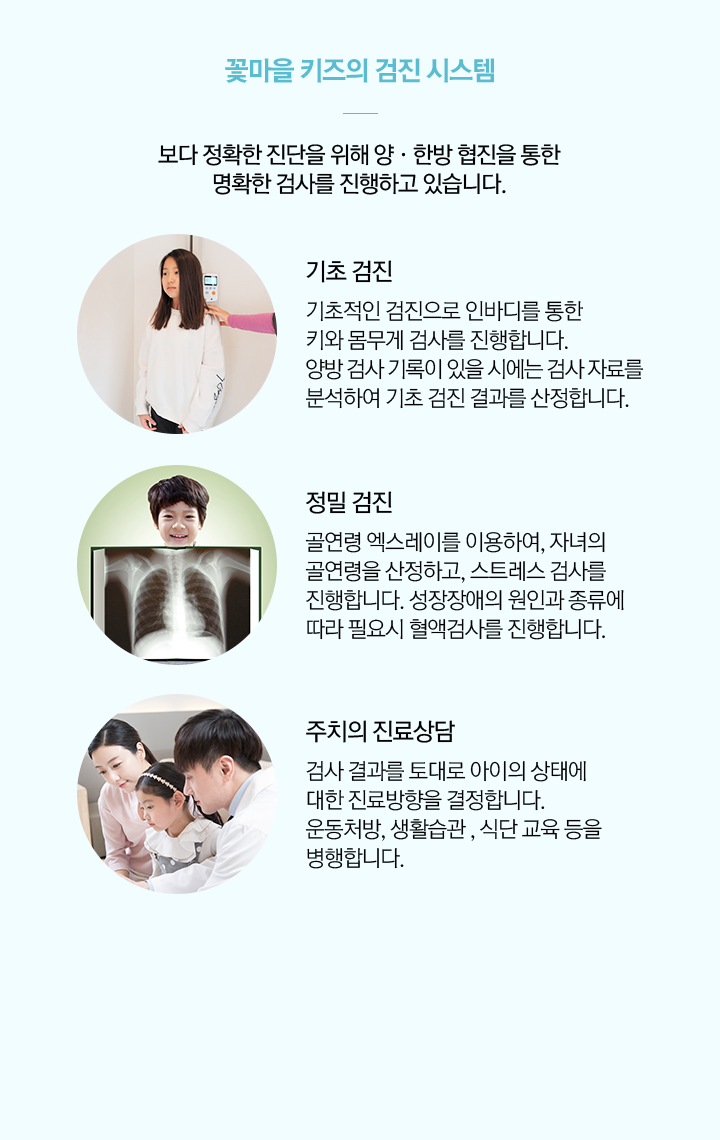 꽃마을 키즈의 검진 시스템
보다 정확한 진단을 위해 양 · 한방 협진을 통한
명확한 검사를 진행하고 있습니다.
기초 검진
기초적인 검진으로 인바디를 통한
키와 몸무게 검사를 진행합니다.
양방 검사 기록이 있을 시에는 검사 자료를
분석하여 기초 검진 결과를 산정합니다.
정밀 검진
골연령 엑스레이를 이용하여, 자녀의
골연령을 산정하고, 스트레스 검사를
진행합니다. 성장장애의 원인과 종류에
따라 필요시 혈액검사를 진행합니다.
주치의 진료상담
검사 결과를 토대로 아이의 상태에
대한 진료방향을 결정합니다.
운동처방, 생활습관 , 식단 교육 등을
병행합니다.